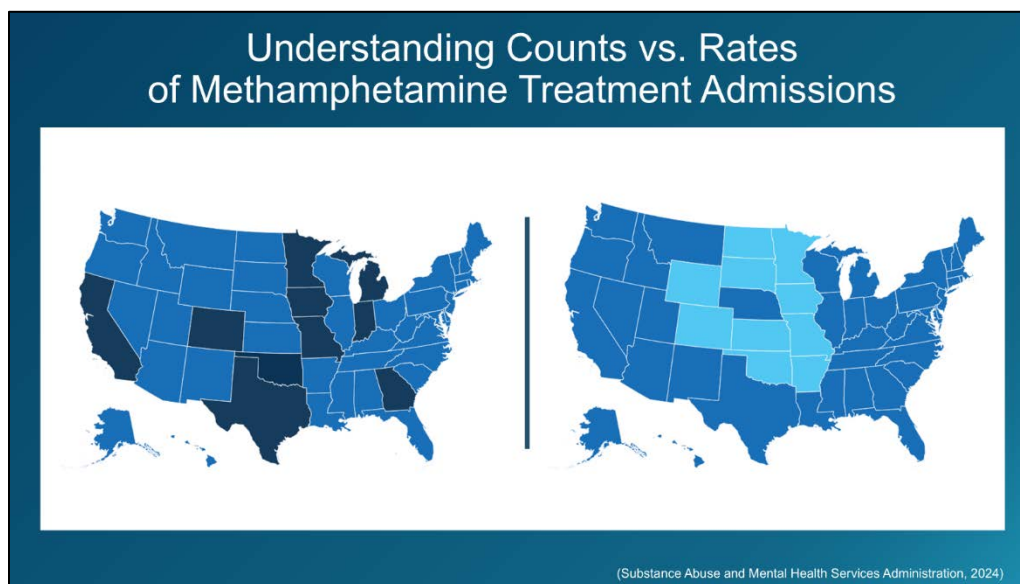 Understanding Counts vs. Rates
of Methamphetamine Treatment Admissions
(Substance Abuse and Mental Health Services Administration, 2024)